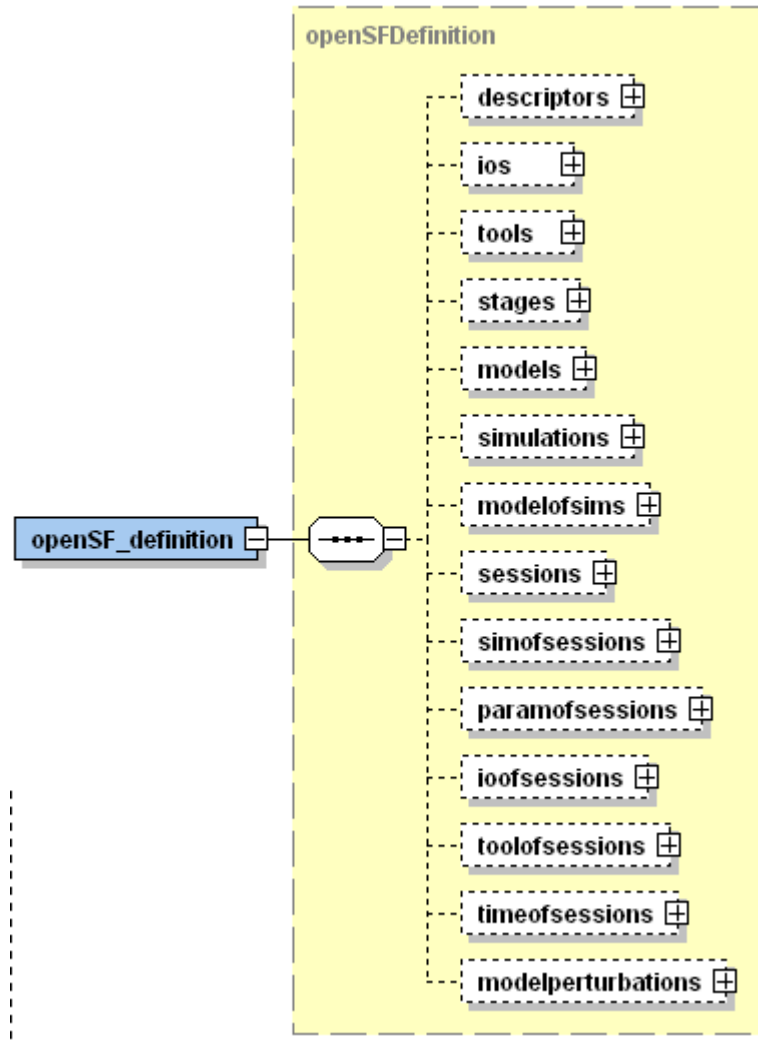 openSFDefinition
descriptors
ios
tools
stages
models
simulations
modelofsims
openSF_definition
sessions
simofsessions
paramofsessions
ioofsessions
toolofsessions
timeofsessions
modelperturbations